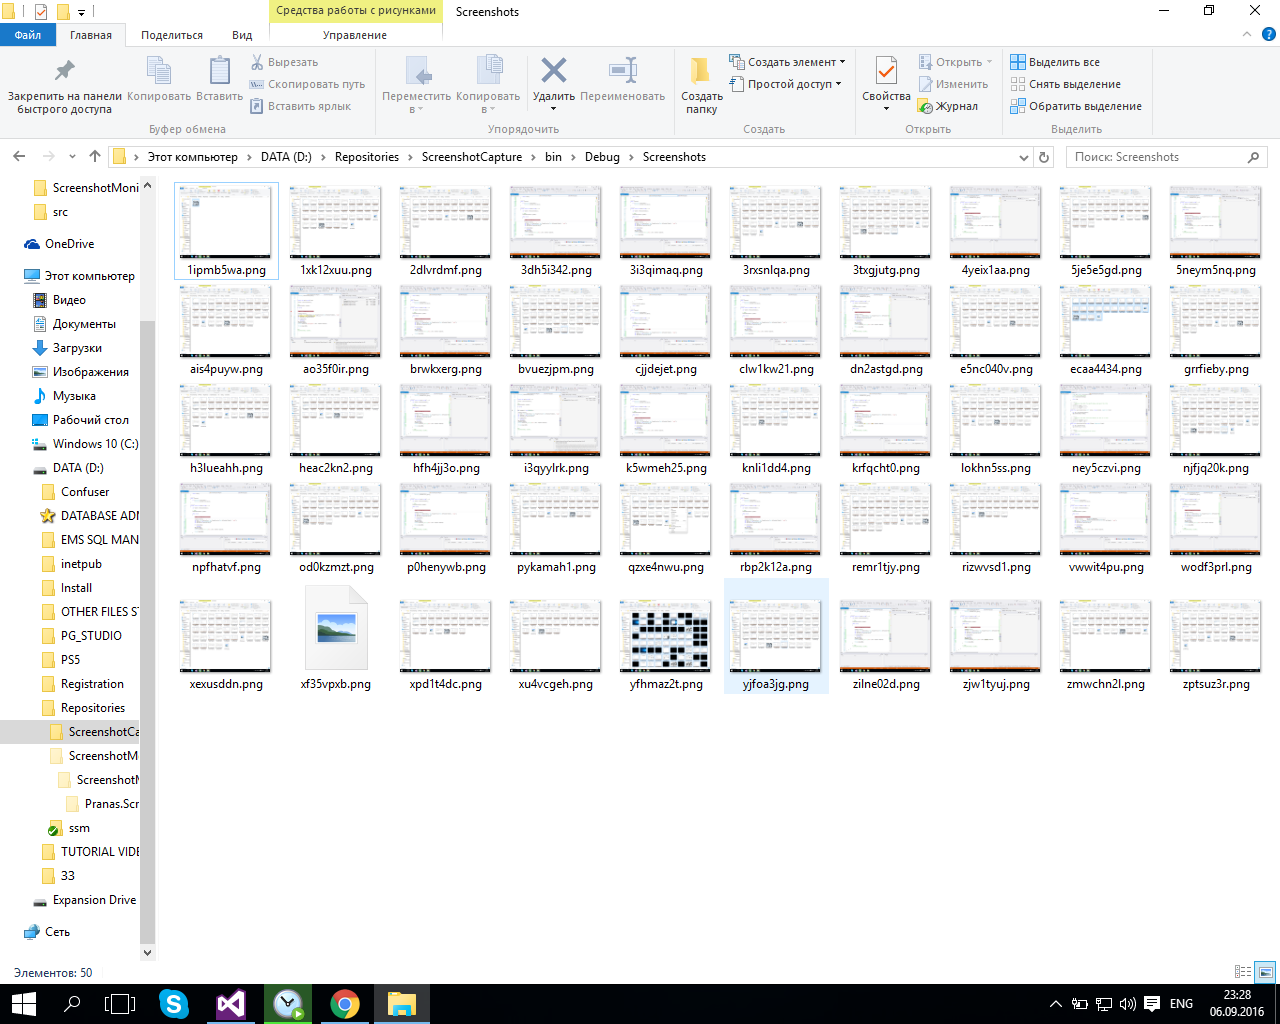 Средства работы с рисунками
Screenshots
Файл
Главная
Поделиться
Вид
Управление
Закрепить на панели быстрого доступа
Копировать
Вставить
Вырезать
Скопировать путь
Вставить ярлык
Буфер обмена
Переместить в
Копировать в
Удалить
Переименовать
Упорядочить
Создать папку
Создать элемент
Простой доступ
Создать
Свойства
Открыть
Изменить
Журнал
Открыть
Выделить все
Снять выделение
Обратить выделение
Выделить
Этот компьютер
DATA (D:)
Repositories
ScreenshotCapture
bin
Debug
Screenshots
Поиск: Screenshots
ScreenshotMoni
src
OneDrive
Этот компьютер
Видео
Документы
Загрузки
Изображения
Музыка
Рабочий стол
Windows 10 (C:)
DATA (D:)
Confuser
DATABASE ADM
EMS SQL MAN
inetpub
Install
OTHER FILES ST
PG_STUDIO
PS5
Registration
Repositories
ScreenshotCa
ScreenshotM
ScreenshotM
Pranas.Scr
ssm
TUTORIAL VIDE
33
Expansion Drive
Сеть
1ipmb5wa.png
1xk12xuu.png
2dlvrdmf.png
3dh5i342.png
3i3qimaq.png
3rxsnlqa.png
3txgjutg.png
4yeix1aa.png
5je5e5gd.png
5neym5nq.png
ais4puyw.png
ao35f0ir.png
brwkxerg.png
bvuezjpm.png
cjjdejet.png
clw1kw21.png
dn2astgd.png
e5nc040v.png
ecaa4434.png
grrfieby.png
h3lueahh.png
heac2kn2.png
hfh4jj3o.png
i3qyylrk.png
k5wmeh25.png
knli1dd4.png
krfqcht0.png
lokhn5ss.png
ney5czvi.png
njfjq20k.png
npfhatvf.png
od0kzmzt.png
p0henywb.png
pykamah1.png
qzxe4nwu.png
rbp2k12a.png
remr1tjy.png
rizwvsd1.png
vwwit4pu.png
wodf3prl.png
xexusddn.png
xf35vpxb.png
xpd1t4dc.png
xu4vcgeh.png
yfhmaz2t.png
yjfoa3jg.png
zilne02d.png
zjw1tyuj.png
zmwchn2l.png
zptsuz3r.png
Элементов: 50
ENG
23:28
06.09.2016